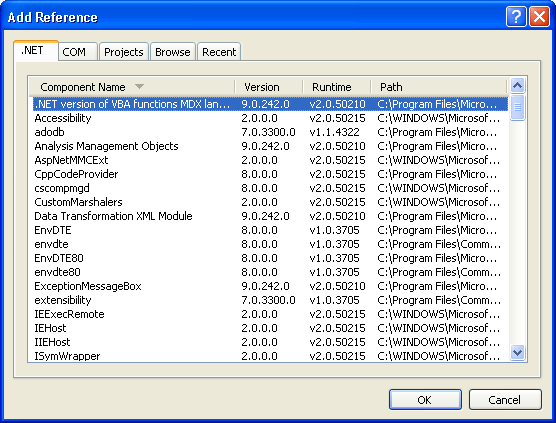 Add Reference
.NET COM Projects Browse Recent
Component Name Version Runtime Path
.NET version of VBA functions MDX lan... 9.0.242.0 v2.0.50210 C:\Program Files\Micro...
Accessibility 2.0.0.0 v2.0.50215 C:\WINDOWS\Microsof...
adodb 7.0.3300.0 v1.1.4322 C:\Program Files\Micro...
Analysis Management Objects 9.0.242.0 v2.0.50210 C:\Program Files\Micro...
AspNetMMCExt 2.0.0.0 v2.0.50215 C:\WINDOWS\Microsof...
CppCodeProvider 8.0.0.0 v2.0.50215 C:\Program Files\Micro...
cscompmgd 8.0.0.0 v2.0.50215 C:\WINDOWS\Microsof...
CustomMarshalers 2.0.0.0 v2.0.50215 C:\WINDOWS\Microsof...
Data Transformation XML Module 9.0.242.0 v2.0.50210 C:\Program Files\Micro...
EnvDTE 8.0.0.0 v1.0.3705 C:\Program Files\Micro...
envdte 8.0.0.0 v1.0.3705 C:\Program Files\Comm...
EnvDTE80 8.0.0.0 v1.0.3705 C:\Program Files\Micro...
envdte80 8.0.0.0 v1.0.3705 C:\Program Files\Comm...
ExceptionMessageBox 9.0.242.0 v2.0.50210 C:\Program Files\Micro...
extensibility 7.0.3300.0 v1.0.3705 C:\Program Files\Comm...
IEExecRemote 2.0.0.0 v2.0.50215 C:\WINDOWS\Microsof...
IEHost 2.0.0.0 v2.0.50215 C:\WINDOWS\Microsof...
IIEHost 2.0.0.0 v2.0.50215 C:\WINDOWS\Microsof...
ISymWrapper 2.0.0.0 v2.0.50215 C:\WINDOWS\Microsof...
OK Cancel